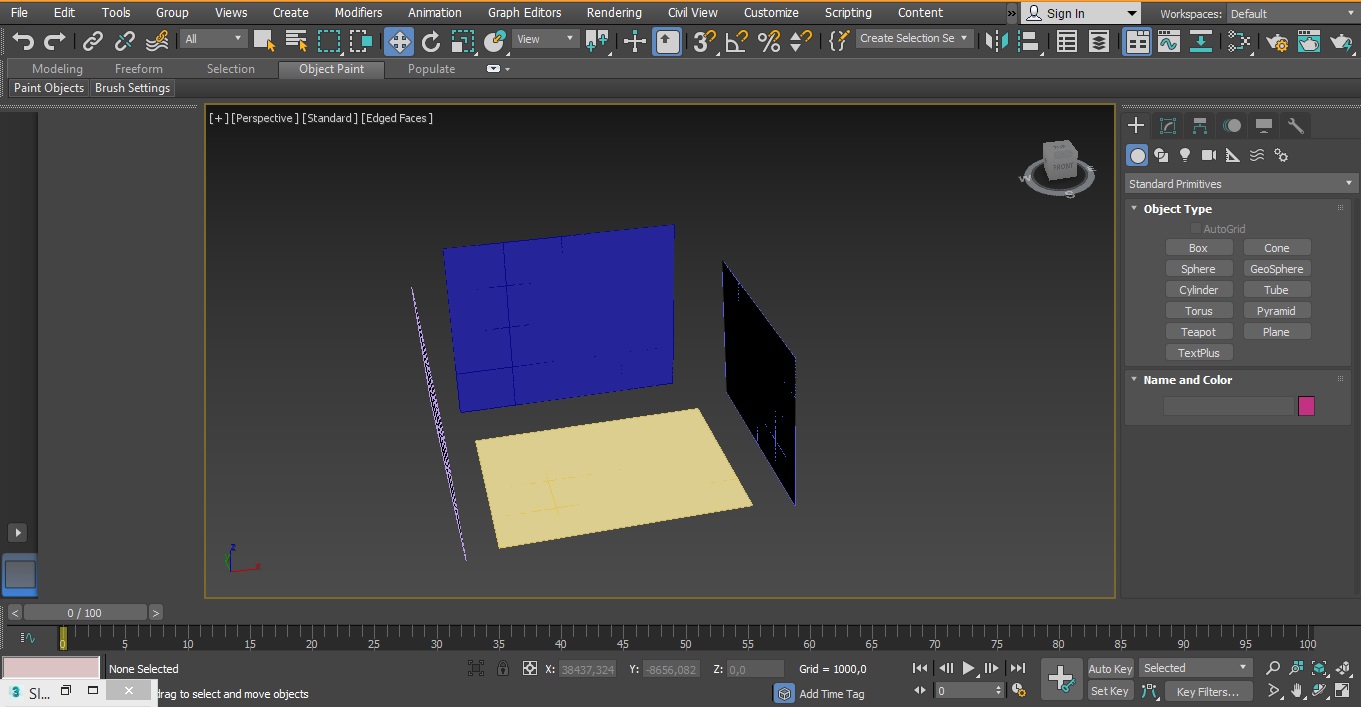 File Edit Tools Group Views Create Modifiers Animation Graph Editors Rendering Civil View Customize Scripting Content » Sign In Workspaces: Default
All View Create Selection Se
Modeling Freeform Selection Object Paint Populate
Paint Objects Brush Settings
[+] [Perspective] [Standard] [Edged Faces]
FRONT
W S
Standard Primitives
Object Type
AutoGrid
Box Cone
Sphere GeoSphere
Cylinder Tube
Torus Pyramid
Teapot Plane
TextPlus
Name and Color
z
x
< 0 / 100 >
0 5 10 15 20 25 30 35 40 45 50 55 60 65 70 75 80 85 90 95 100
None Selected X: 38437,324 Y: -8656,082 Z: 0,0 Grid = 1000,0 Auto Key Selected
3 Sl... drag to select and move objects Add Time Tag 0 Set Key Key Filters...